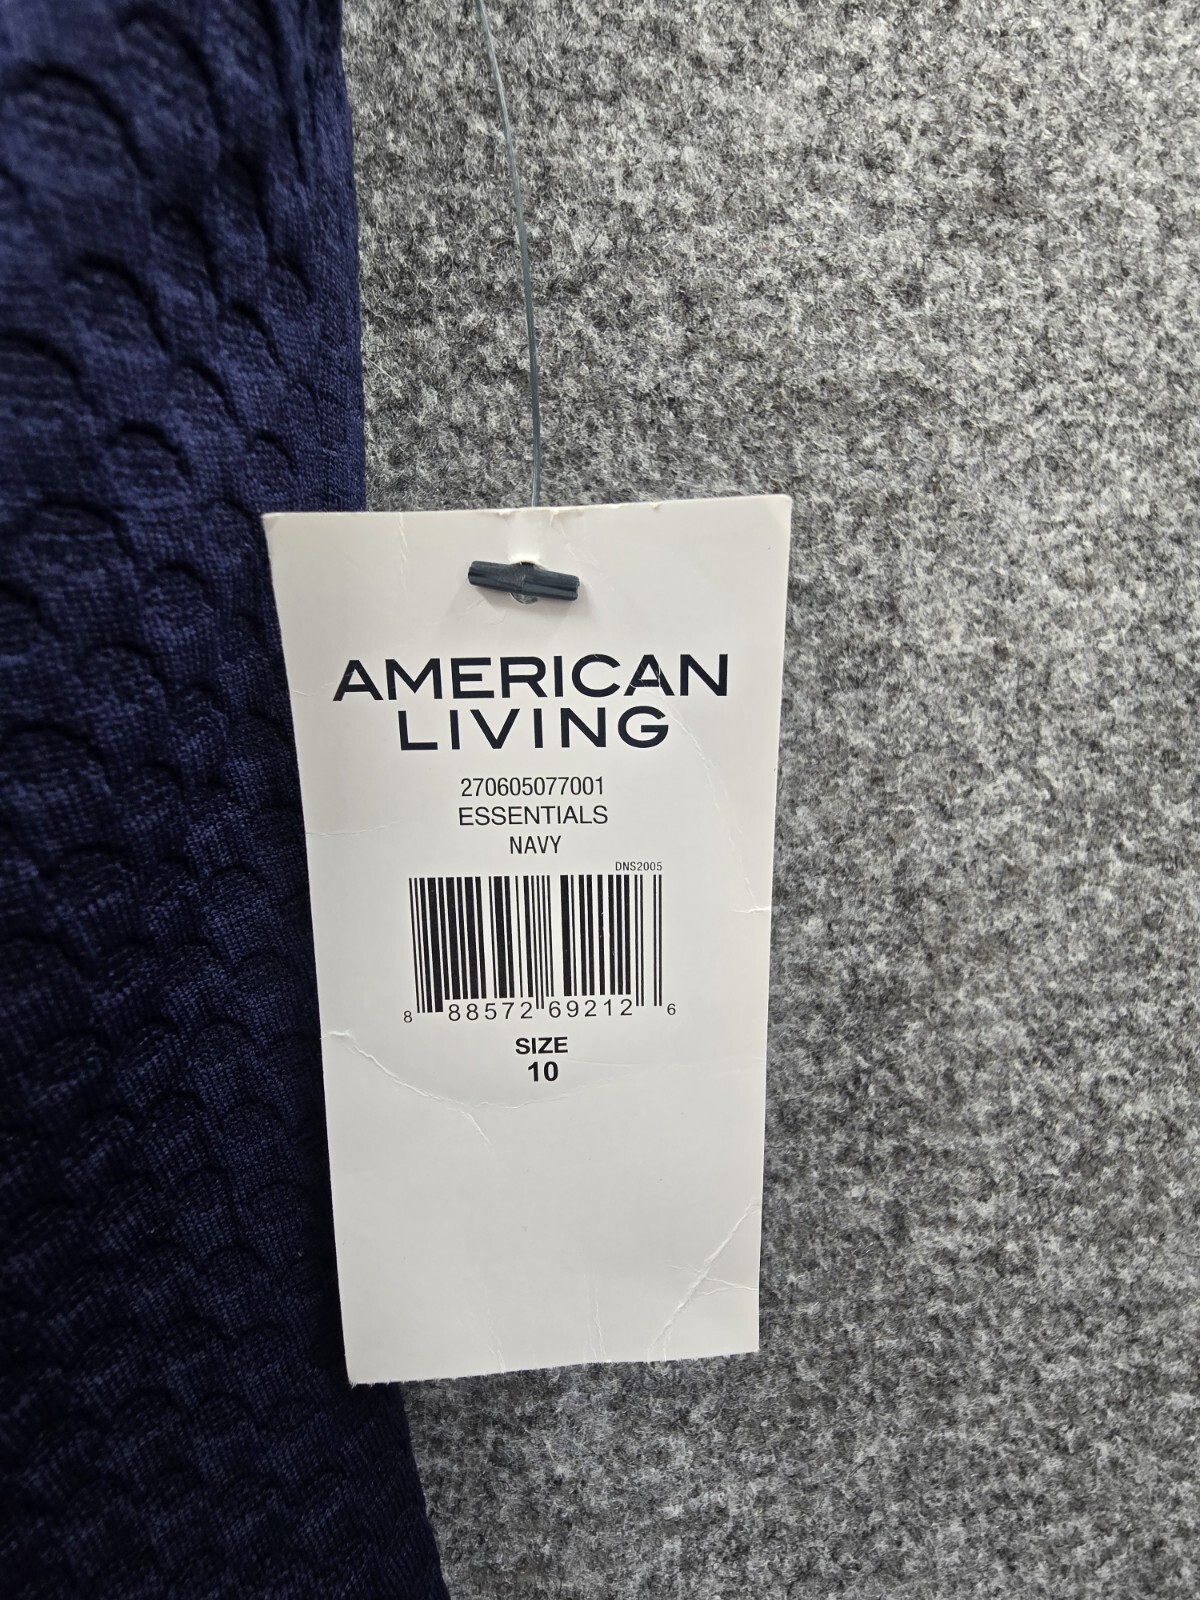 AMERICAN
LIVING
270605077001
ESSENTIALS
NAVY
DNS2005
8 88572 69212 6
SIZE
10